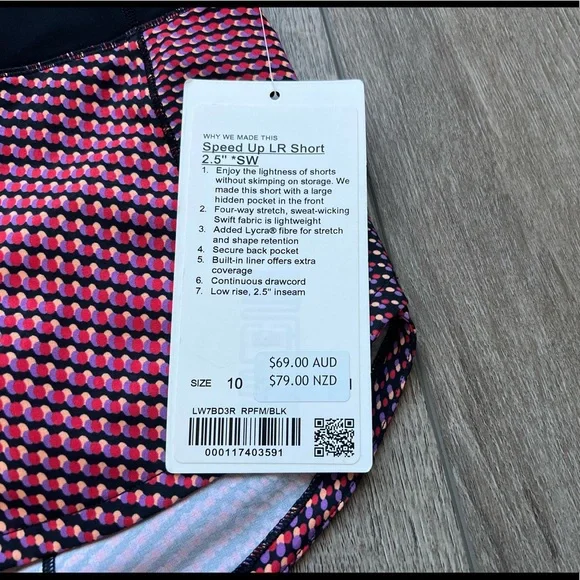 WHY WE MADE THIS
Speed Up LR Short
2.5" *SW
1. Enjoy the lightness of shorts
without skimping on storage. We
made this short with a large
hidden pocket in the front
2. Four-way stretch, sweat-wicking
Swift fabric is lightweight
3. Added Lycra® fibre for stretch
and shape retention
4. Secure back pocket
5. Built-in liner offers extra
coverage
6. Continuous drawcord
7. Low rise, 2.5" inseam
$69.00 AUD
SIZE 10 $79.00 NZD
LW7BD3R RPFM/BLK
000117403591